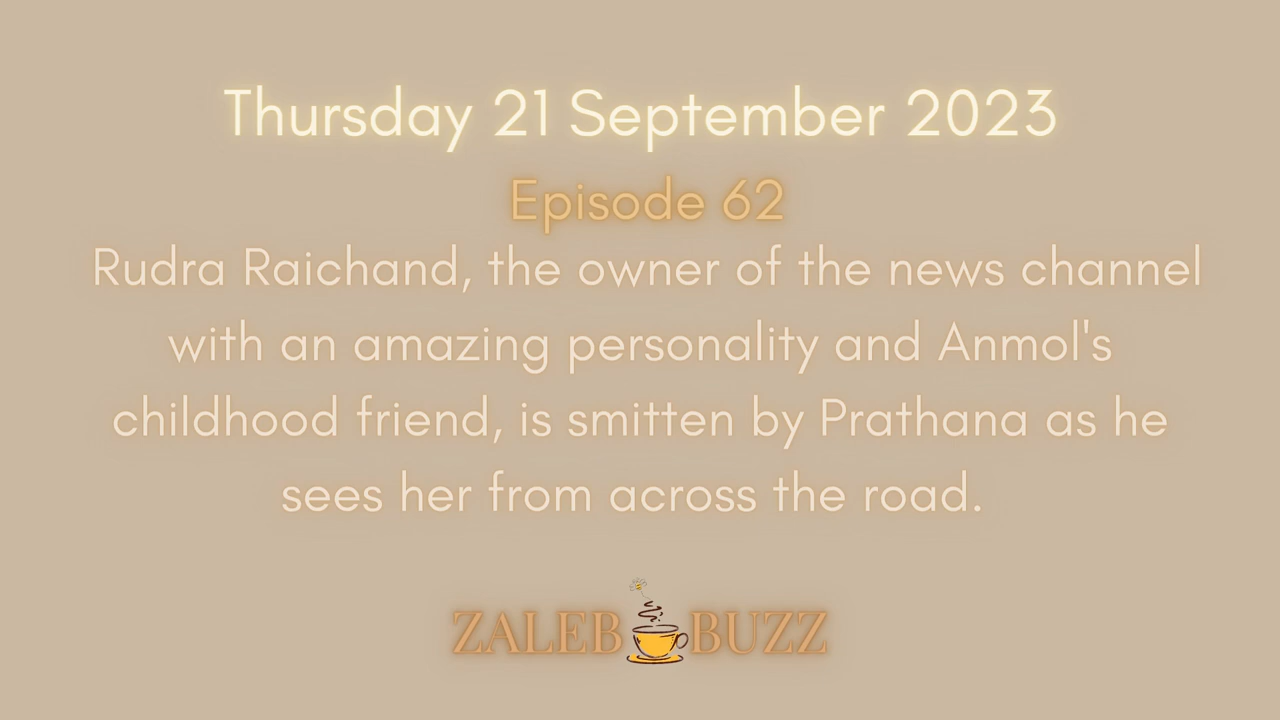 Thursday 21 September 2023
Episode 62
Rudra Raichand, the owner of the news channel
with an amazing personality and Anmol's
childhood friend, is smitten by Prathana as he
sees her from across the road.
ZALEB BUZZ